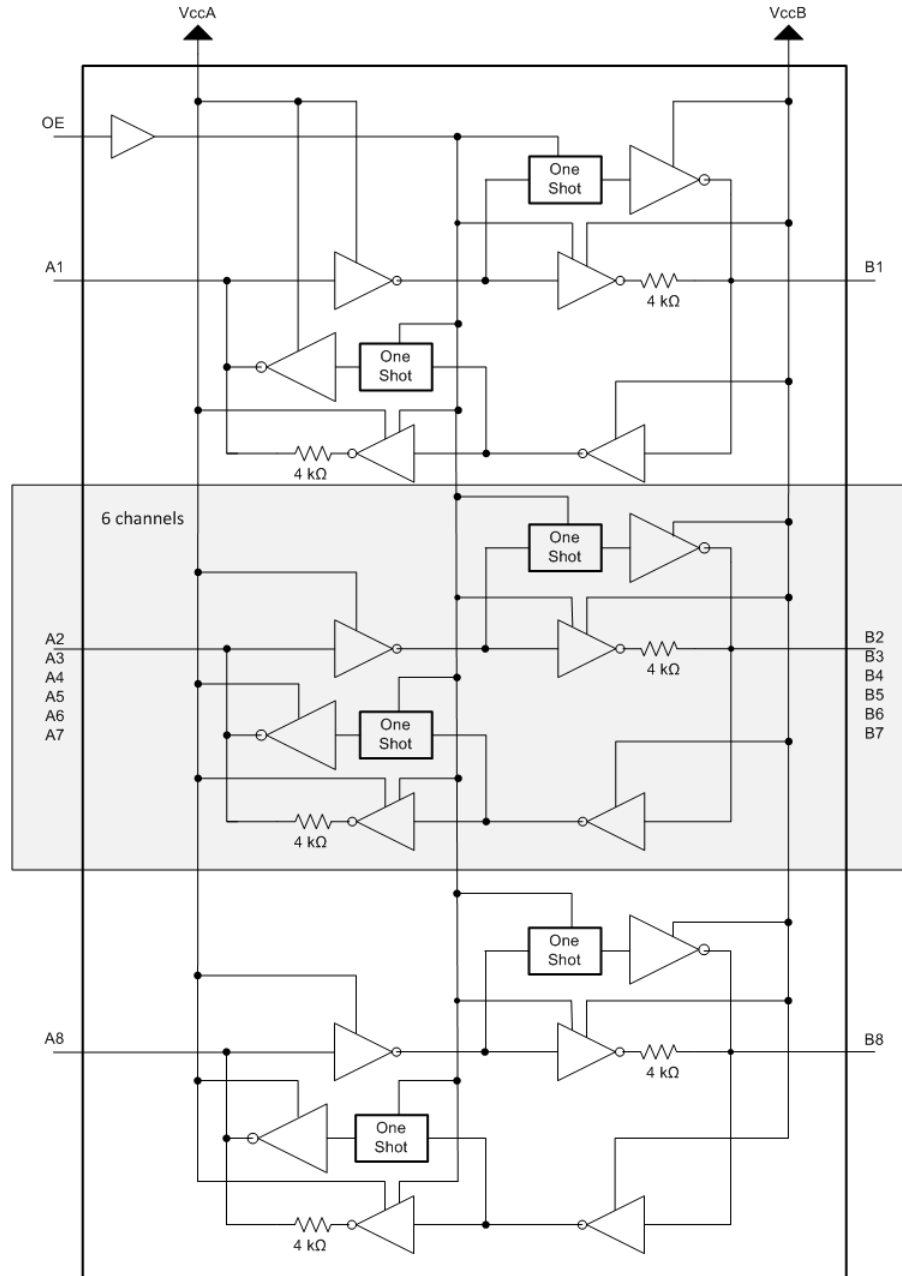 VccA
VccB
OE
One
Shot
A1
B1
4 kΩ
One
Shot
4 kΩ
6 channels
One
Shot
A2
A3
A4
A5
A6
A7
B2
B3
B4
B5
B6
B7
4 kΩ
One
Shot
4 kΩ
One
Shot
A8
B8
4 kΩ
One
Shot
4 kΩ